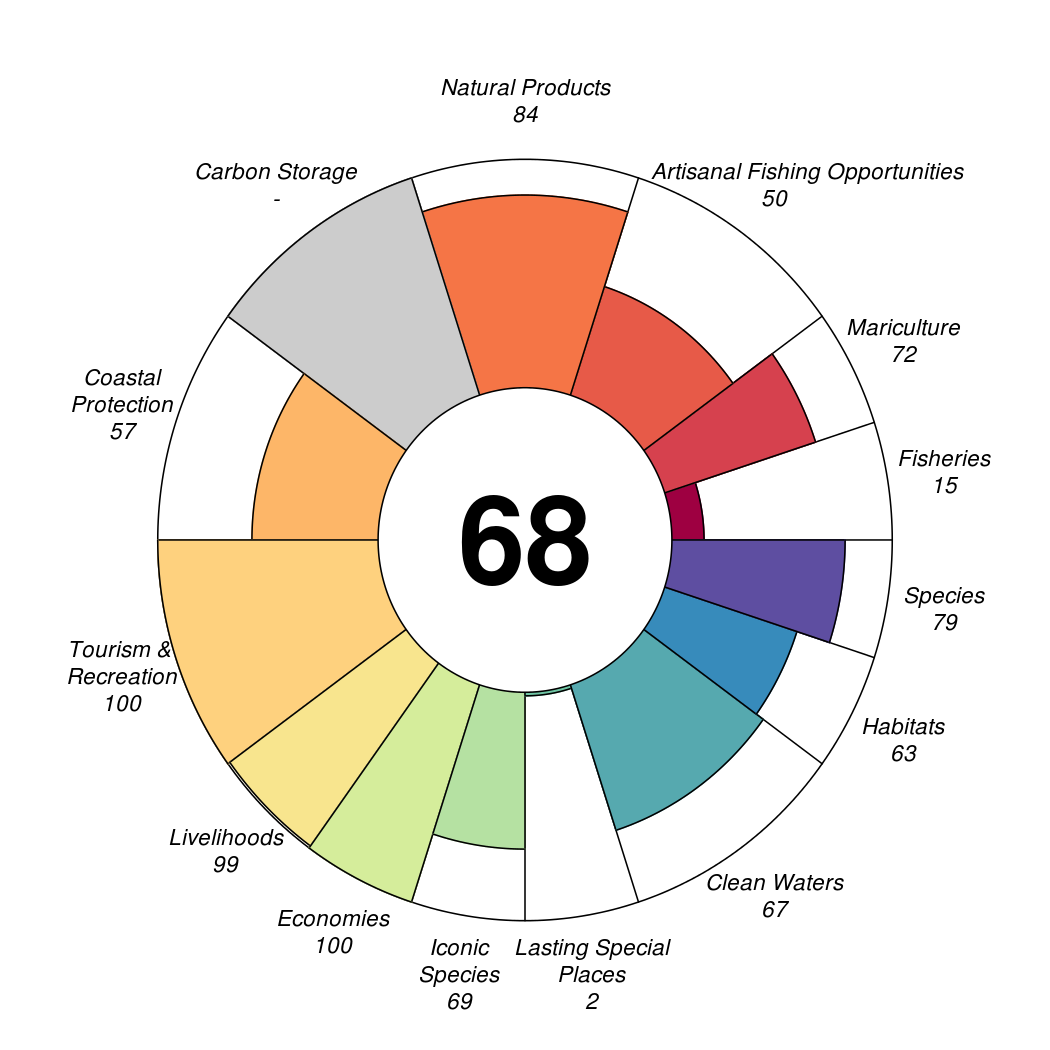 Natural Products
84
Carbon Storage
-
Artisanal Fishing Opportunities
50
Mariculture
72
Coastal
Protection
57
Fisheries
15
68
Species
79
Tourism &
Recreation
100
Habitats
63
Livelihoods
99
Clean Waters
67
Economies
100
Iconic
Species
69
Lasting Special
Places
2